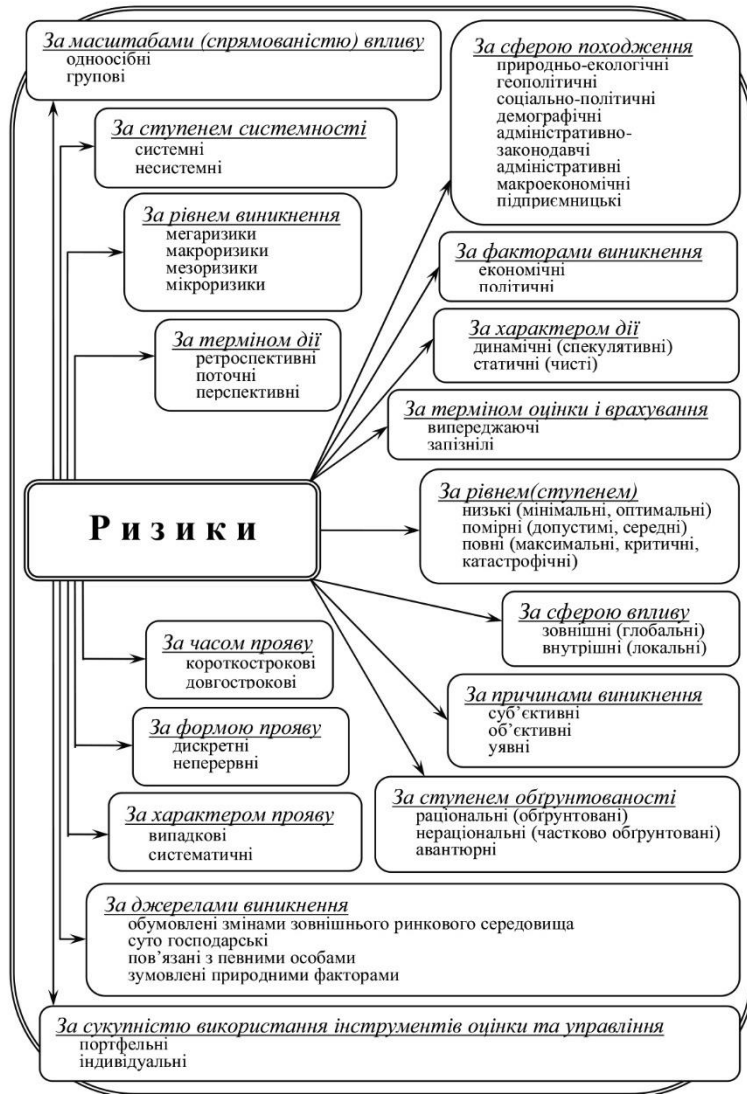 За масштабами (спрямованістю) впливу
одноосібні
групові
За ступенем системності
системні
несистемні
За рівнем виникнення
мегаризики
макроризики
мезоризики
мікроризики
За терміном дії
ретроспективні
поточні
перспективні
Ризики
За часом прояву
короткострокові
довгострокові
За формою прояву
дискретні
неперервні
За характером прояву
випадкові
систематичні
За сферою походження
природньо-екологічні
геополітичні
соціально-політичні
демографічні
адміністративно-
законодавчі
адміністративні
макроекономічні
підприємницькі
За факторами виникнення
економічні
політичні
За характером дії
динамічні (спекулятивні)
статичні (чисті)
За терміном оцінки і врахування
випереджаючі
запізнілі
За рівнем(ступенем)
низькі (мінімальні, оптимальні)
помірні (допустимі, середні)
повні (максимальні, критичні,
катастрофічні)
За сферою впливу
зовнішні (глобальні)
внутрішні (локальні)
За причинами виникнення
суб’єктивні
об’єктивні
уявні
За ступенем обґрунтованості
раціональні (обґрунтовані)
нераціональні (частково обґрунтовані)
авантюрні
За джерелами виникнення
обумовлені змінами зовнішнього ринкового середовища
суто господарські
пов’язані з певними особами
зумовлені природними факторами
За сукупністю використання інструментів оцінки та управління
портфельні
індивідуальні